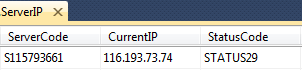 .ServerIP
ServerCode CurrentIP StatusCode
S115793661 116.193.73.74 STATUS29